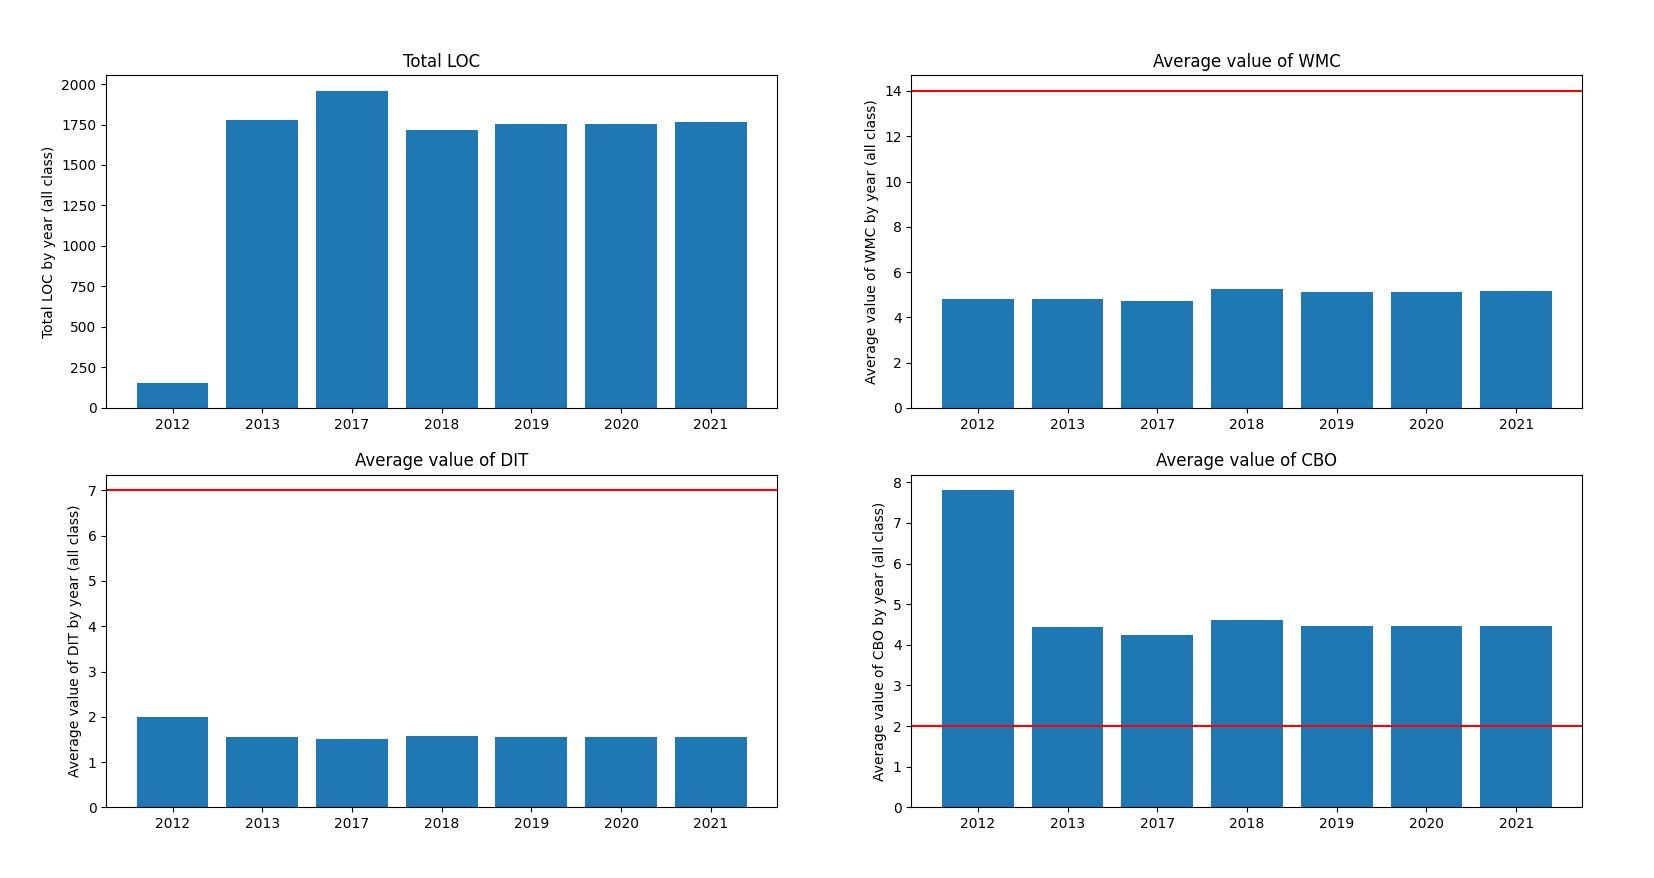 Total LOC
Total LOC by year (all class)
2000
1750
1500
1250
1000
750
500
250
0
2012 2013 2017 2018 2019 2020 2021
Average value of WMC
Average value of WMC by year (all class)
14
12
10
8
6
4
2
0
2012 2013 2017 2018 2019 2020 2021
Average value of DIT
Average value of DIT by year (all class)
7
6
5
4
3
2
1
0
2012 2013 2017 2018 2019 2020 2021
Average value of CBO
Average value of CBO by year (all class)
8
7
6
5
4
3
2
1
0
2012 2013 2017 2018 2019 2020 2021